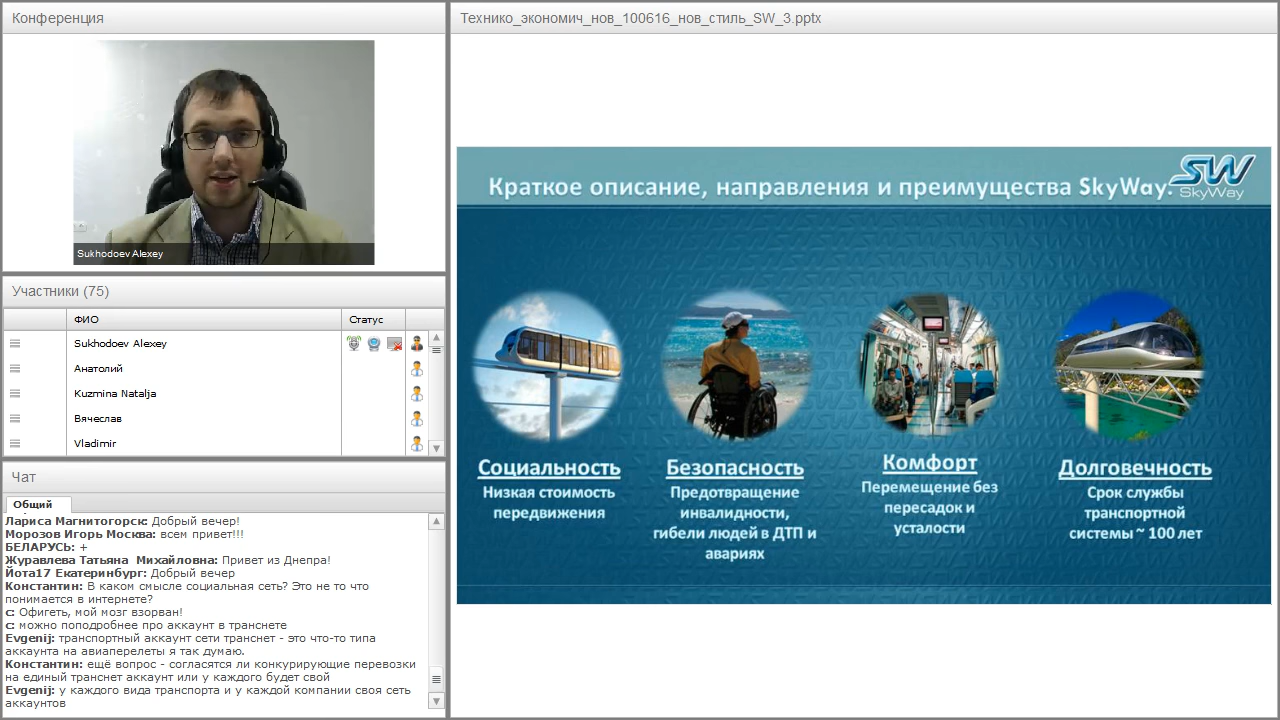 Конференция
Sukhodoev Alexey
Участники (75)
ФИО
Статус
Sukhodoev Alexey
Анатолий
Kuzmina Natalja
Вячеслав
Vladimir
Чат
Общий
Лариса Магнитогорск: Добрый вечер!
Морозов Игорь Москва: всем привет!!!
БЕЛАРУСЬ: +
Журавлева Татьяна Михайловна: Привет из Днепра!
Йота17 Екатеринбург: Добрый вечер
Константин: В каком смысле социальная сеть? Это не то что
понимается в интернете?
с: Офигеть, мой мозг взорван!
с: можно поподробнее про аккаунт в транснете
Evgenij: транспортный аккаунт сети транснет - это что-то типа
аккаунта на авиаперелеты я так думаю.
Константин: ещё вопрос - согласятся ли конкурирующие перевозки
на единый транснет аккаунт или у каждого будет свой
Evgenij: у каждого вида транспорта и у каждой компании своя сеть
аккаунтов
Технико_экономич_нов_100616_нов_стиль_SW_3.pptx
Краткое описание, направления и преимущества SkyWay.
SW
SkyWay
Социальность
Низкая стоимость
передвижения
Безопасность
Предотвращение
инвалидности,
гибели людей в ДТП и
авариях
Комфорт
Перемещение без
пересадок и
усталости
Долговечность
Срок службы
транспортной
системы ~ 100 лет